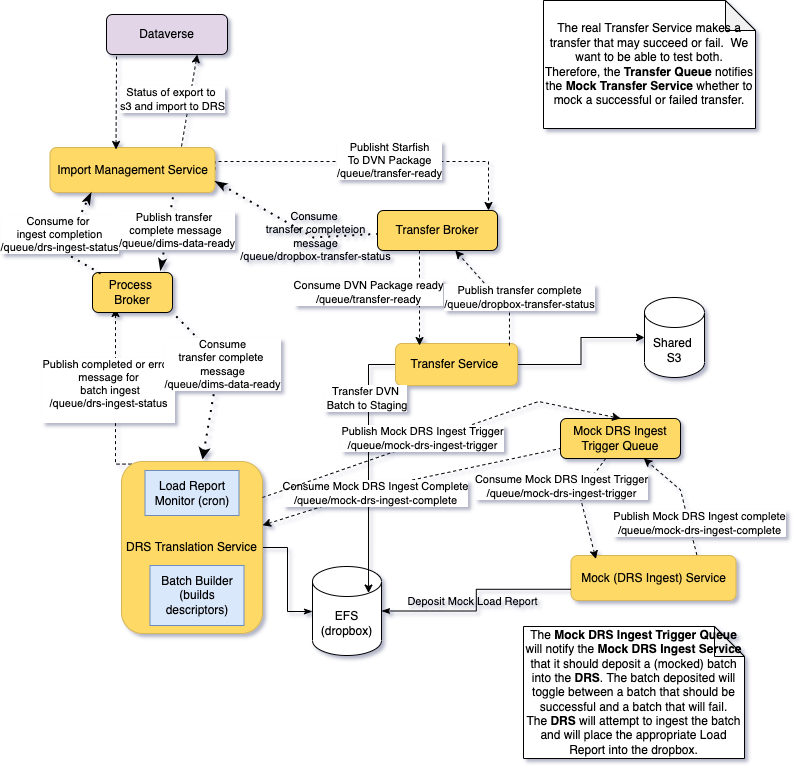 Dataverse
The real Transfer Service makes a
transfer that may succeed or fail. We
want to be able to test both.
Therefore, the Transfer Queue notifies
the Mock Transfer Service whether to
mock a successful or failed transfer.
Status of export to
s3 and import to DRS
Import Management Service
Publisht Starfish
To DVN Package
/queue/transfer-ready
Consume for
ingest completion
/queue/drs-ingest-status
Publish transfer
complete message
/queue/dims-data-ready
Consume
transfer completeion
message
/queue/dropbox-transfer-status
Transfer Broker
Process
Broker
Consume DVN Package ready
/queue/transfer-ready
Publish transfer complete
/queue/dropbox-transfer-status
Shared
S3
Consume
transfer complete
message
/queue/dims-data-ready
Publish completed or erro
message for
batch ingest
/queue/drs-ingest-status
Transfer Service
Transfer DVN
Batch to Staging
Publish Mock DRS Ingest Trigger
/queue/mock-drs-ingest-trigger
Mock DRS Ingest
Trigger Queue
Load Report
Monitor (cron)
Consume Mock DRS Ingest Complete
/queue/mock-drs-ingest-complete
Consume Mock DRS Ingest Trigger
/queue/mock-drs-ingest-trigger
Publish Mock DRS Ingest complete
/queue/mock-drs-ingest-complete
DRS Translation Service
Batch Builder
(builds
descriptors)
Mock (DRS Ingest) Service
Deposit Mock Load Report
EFS
(dropbox)
The Mock DRS Ingest Trigger Queue
will notify the Mock DRS Ingest Service
that it should deposit a (mocked) batch
into the DRS. The batch deposited will
toggle between a batch that should be
successful and a batch that will fail.
The DRS will attempt to ingest the batch
and will place the appropriate Load
Report into the dropbox.